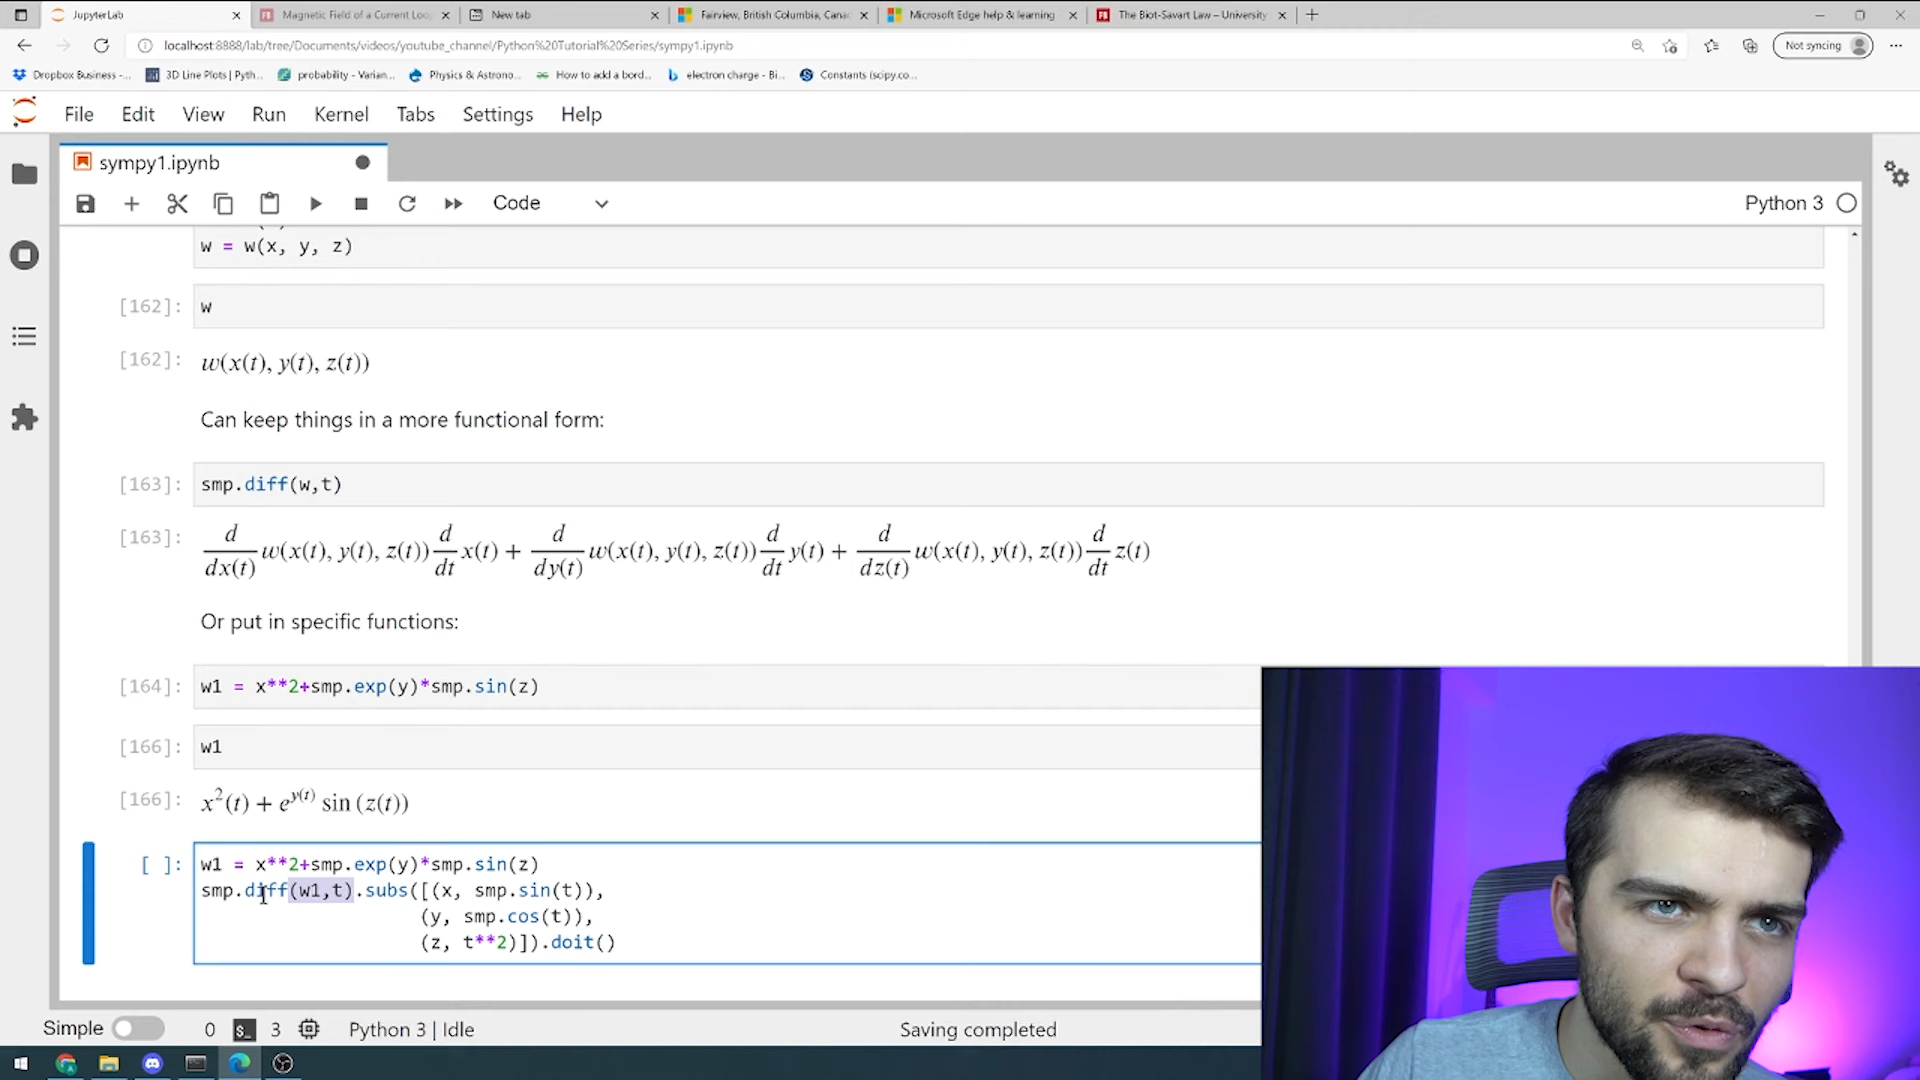 JupyterLab
Magnetic Field of a Current Loo
New tab
Fairview, British Columbia, Canad
Microsoft Edge help & learning
The Biot-Savart Law – University
localhost:8888/lab/tree/Documents/videos/youtube_channel/Python%20Tutorial%20Series/sympy1.ipynb
Not syncing
Dropbox Business -...
3D Line Plots | Pyth...
probability - Varian...
Physics & Astrono...
How to add a bord...
electron charge - Bi...
Constants (scipy.co...
File Edit View Run Kernel Tabs Settings Help
sympy1.ipynb
Code
Python 3
w = w(x, y, z)
[162]: w
[162]: w(x(t), y(t), z(t))
Can keep things in a more functional form:
[163]: smp.diff(w,t)
[163]: d/dx(t) w(x(t), y(t), z(t)) d/dt x(t) + d/dy(t) w(x(t), y(t), z(t)) d/dt y(t) + d/dz(t) w(x(t), y(t), z(t)) d/dt z(t)
Or put in specific functions:
[164]: w1 = x**2+smp.exp(y)*smp.sin(z)
[166]: w1
[166]: x²(t) + e^y(t) sin (z(t))
[ ]: w1 = x**2+smp.exp(y)*smp.sin(z)
smp.diff(w1,t).subs([(x, smp.sin(t)),
(y, smp.cos(t)),
(z, t**2)]).doit()
Simple 0 $_ 3 Python 3 | Idle Saving completed